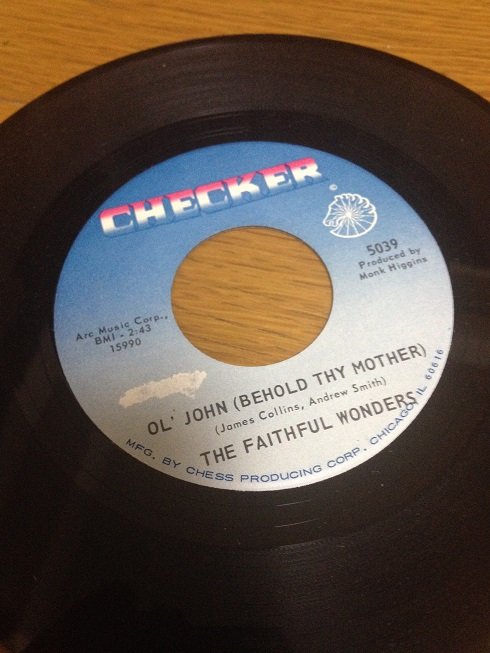 CHECKER
®
5039
Produced by
Monk Higgins
Arc Music Corp.,
BMI - 2:43
15990
OL' JOHN (BEHOLD THY MOTHER)
(James Collins, Andrew Smith)
THE FAITHFUL WONDERS
MFG. BY CHESS PRODUCING CORP. CHICAGO, IL 60616